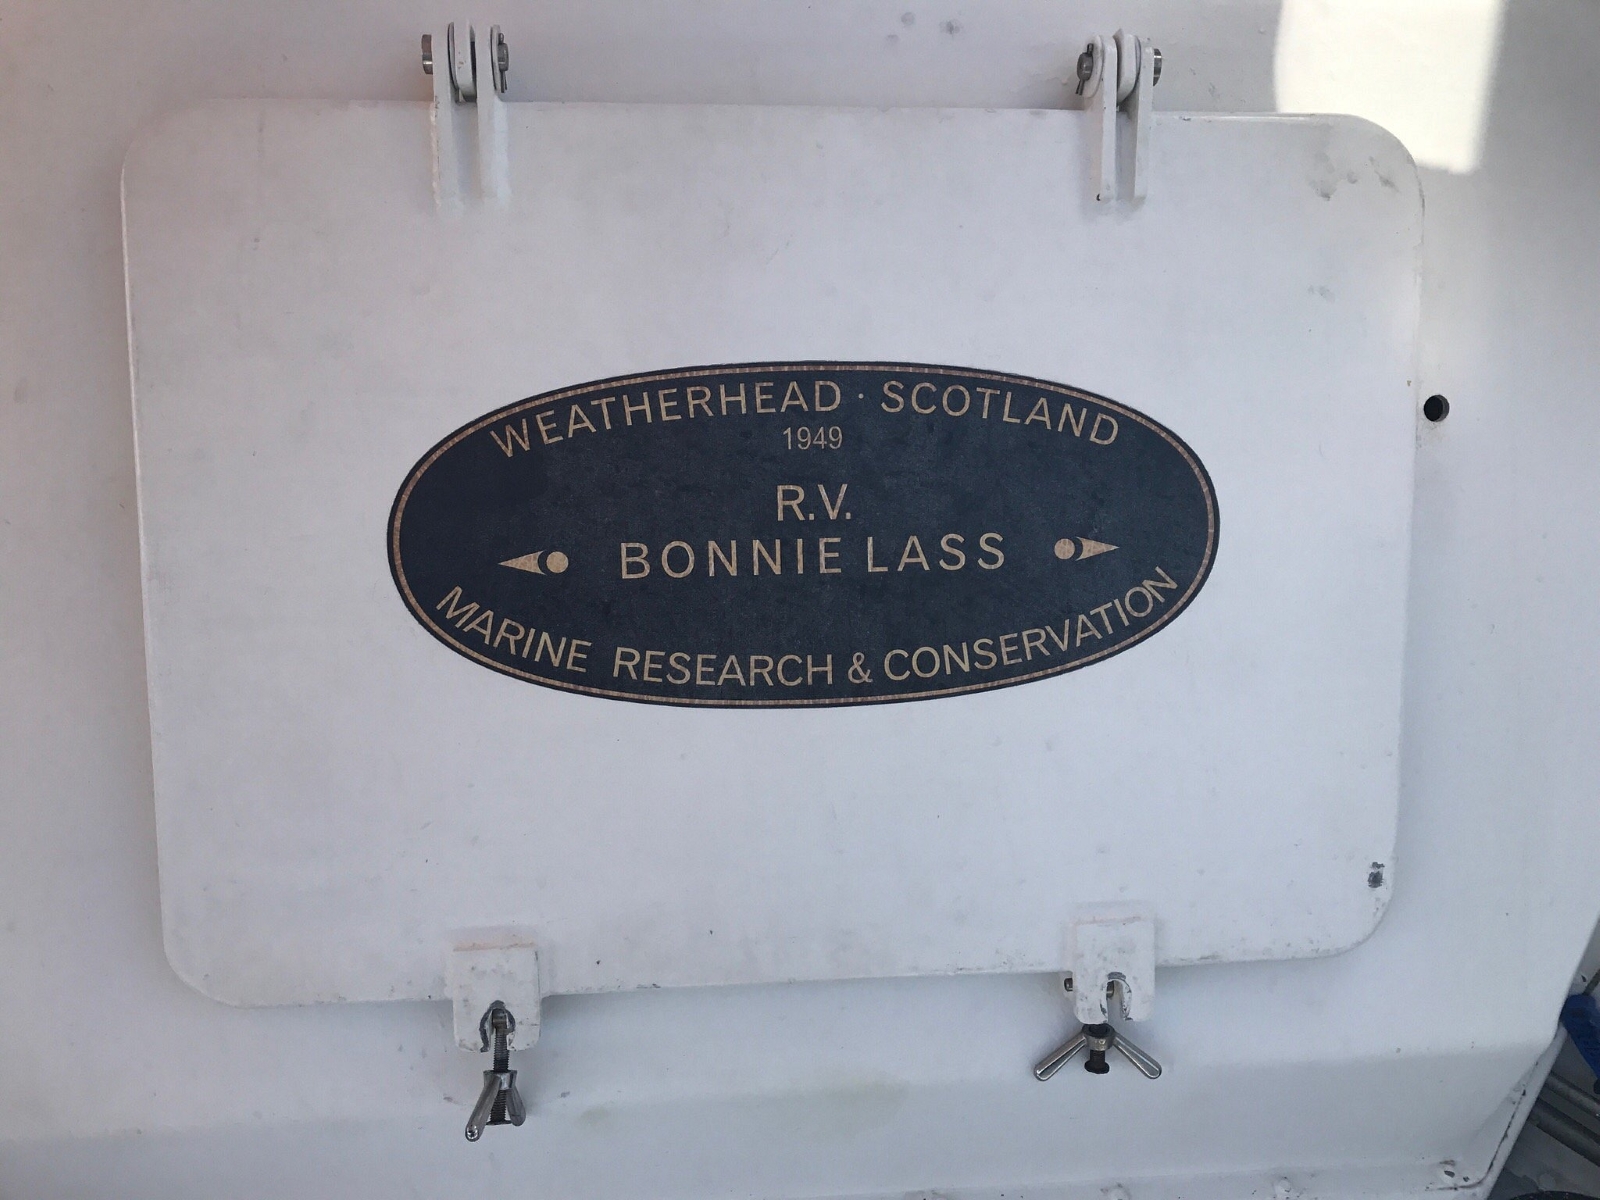 WEATHERHEAD · SCOTLAND
1949
R.V.
BONNIE LASS
MARINE RESEARCH & CONSERVATION